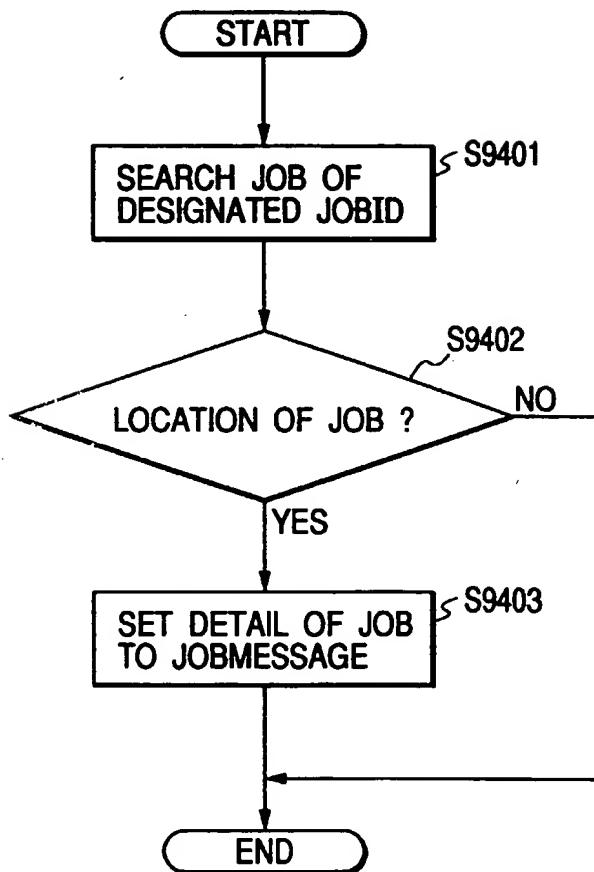 START
SEARCH JOB OF
DESIGNATED JOBID
S9401
LOCATION OF JOB ?
S9402
NO
YES
SET DETAIL OF JOB
TO JOBMESSAGE
S9403
END